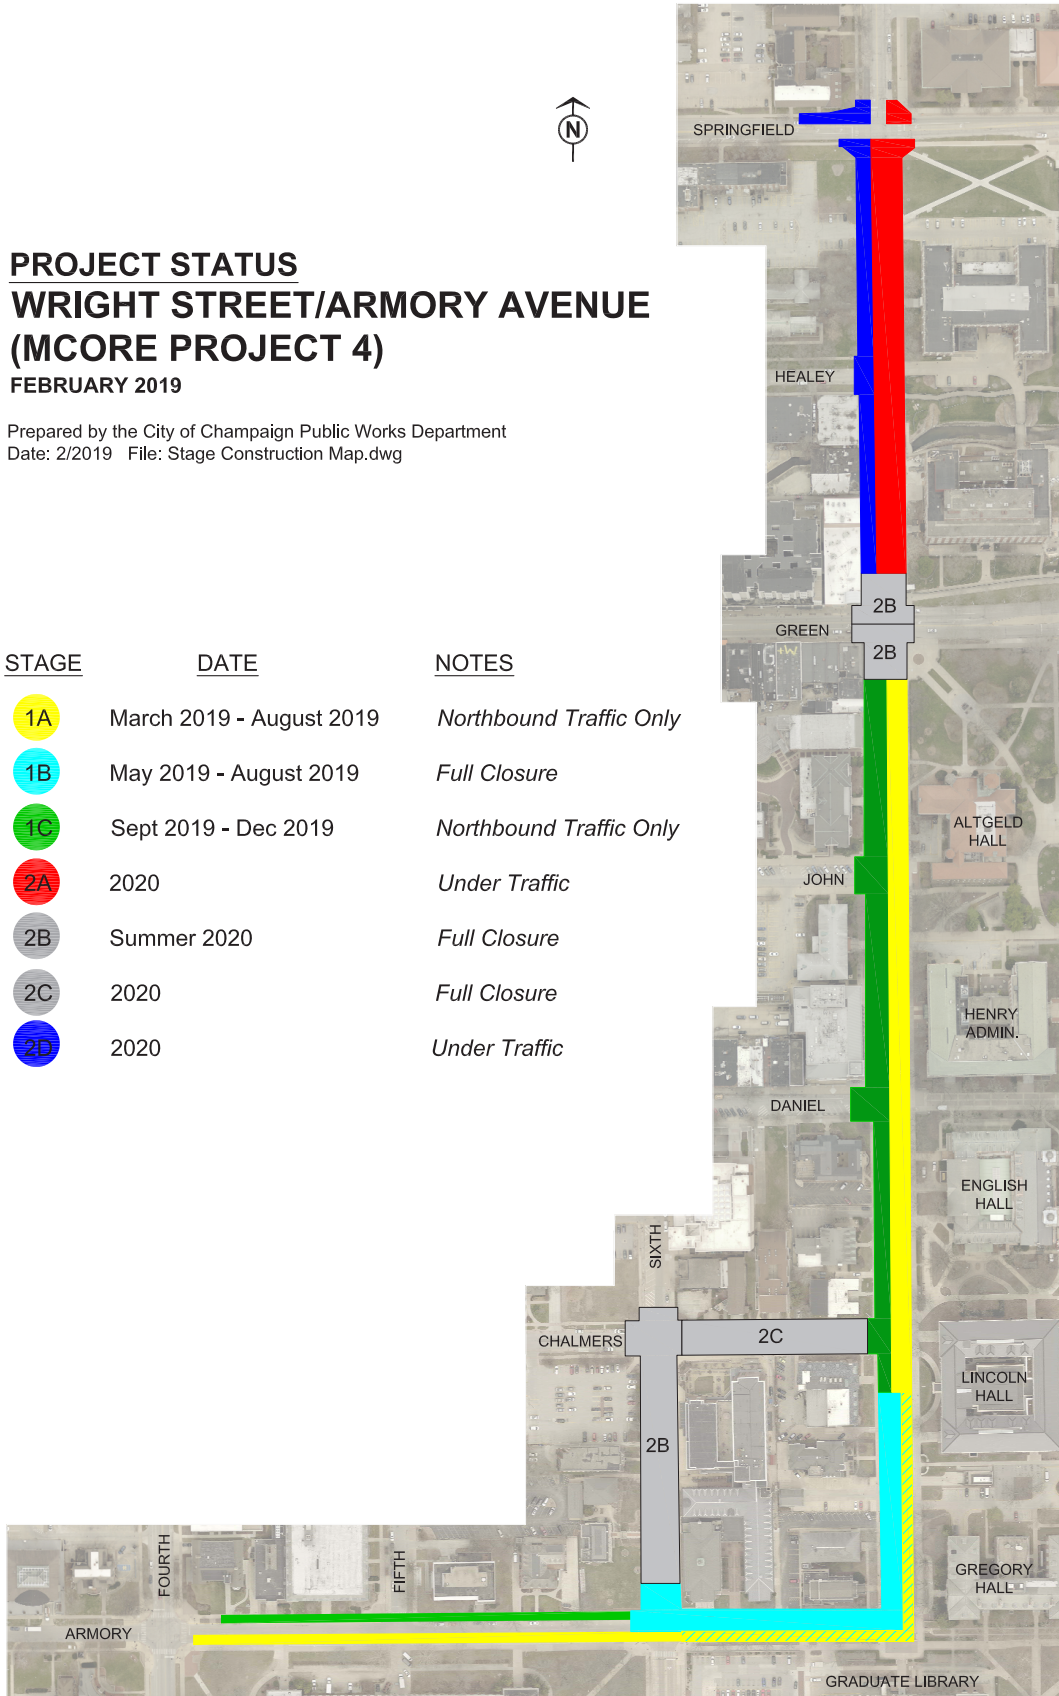 SPRINGFIELD
N
PROJECT STATUS
WRIGHT STREET/ARMORY AVENUE
(MCORE PROJECT 4)
FEBRUARY 2019
Prepared by the City of Champaign Public Works Department
Date: 2/2019 File: Stage Construction Map.dwg
HEALEY
2B
GREEN
2B
STAGE DATE NOTES
1A March 2019 - August 2019 Northbound Traffic Only
1B May 2019 - August 2019 Full Closure
1C Sept 2019 - Dec 2019 Northbound Traffic Only
2A 2020 Under Traffic
2B Summer 2020 Full Closure
2C 2020 Full Closure
2D 2020 Under Traffic
ALTGELD
HALL
JOHN
HENRY
ADMIN.
DANIEL
ENGLISH
HALL
SIXTH
CHALMERS
2C
LINCOLN
HALL
2B
FOURTH
FIFTH
GREGORY
HALL
ARMORY
GRADUATE LIBRARY